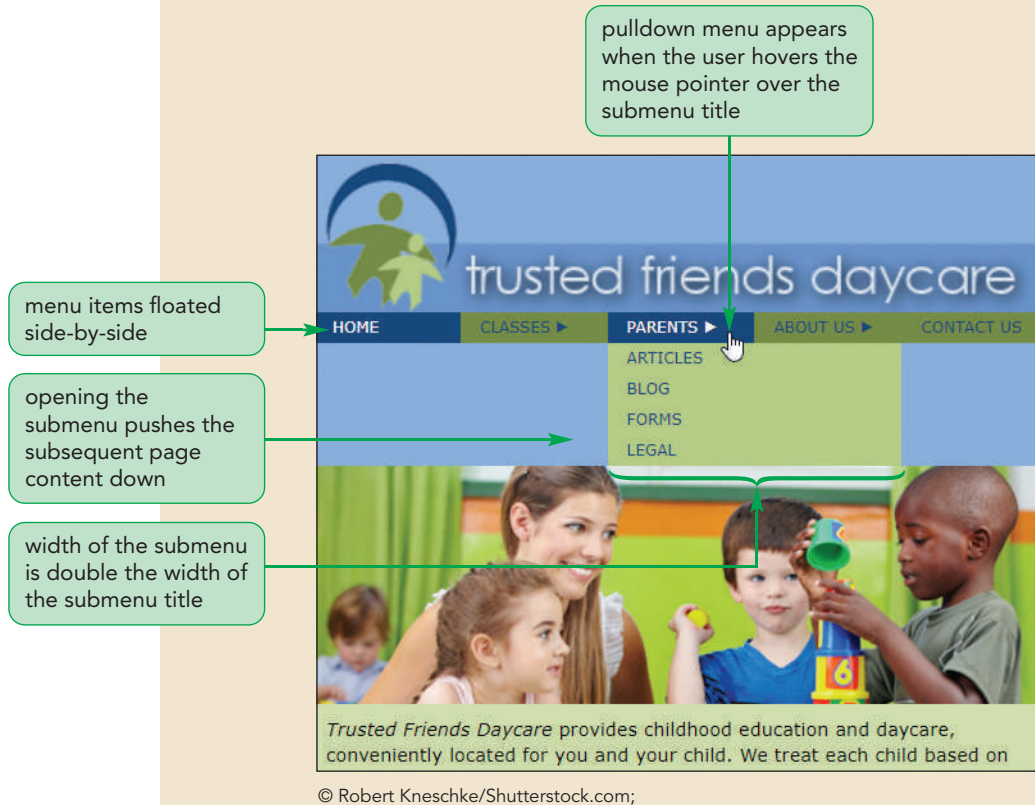 pulldown menu appears
when the user hovers the
mouse pointer over the
submenu title
trusted friends daycare
menu items floated
side-by-side
HOME CLASSES ▶ PARENTS ▶ ABOUT US ▶ CONTACT US
ARTICLES
BLOG
FORMS
LEGAL
opening the
submenu pushes the
subsequent page
content down
width of the submenu
is double the width of
the submenu title
6
Trusted Friends Daycare provides childhood education and daycare,
conveniently located for you and your child. We treat each child based on
© Robert Kneschke/Shutterstock.com;